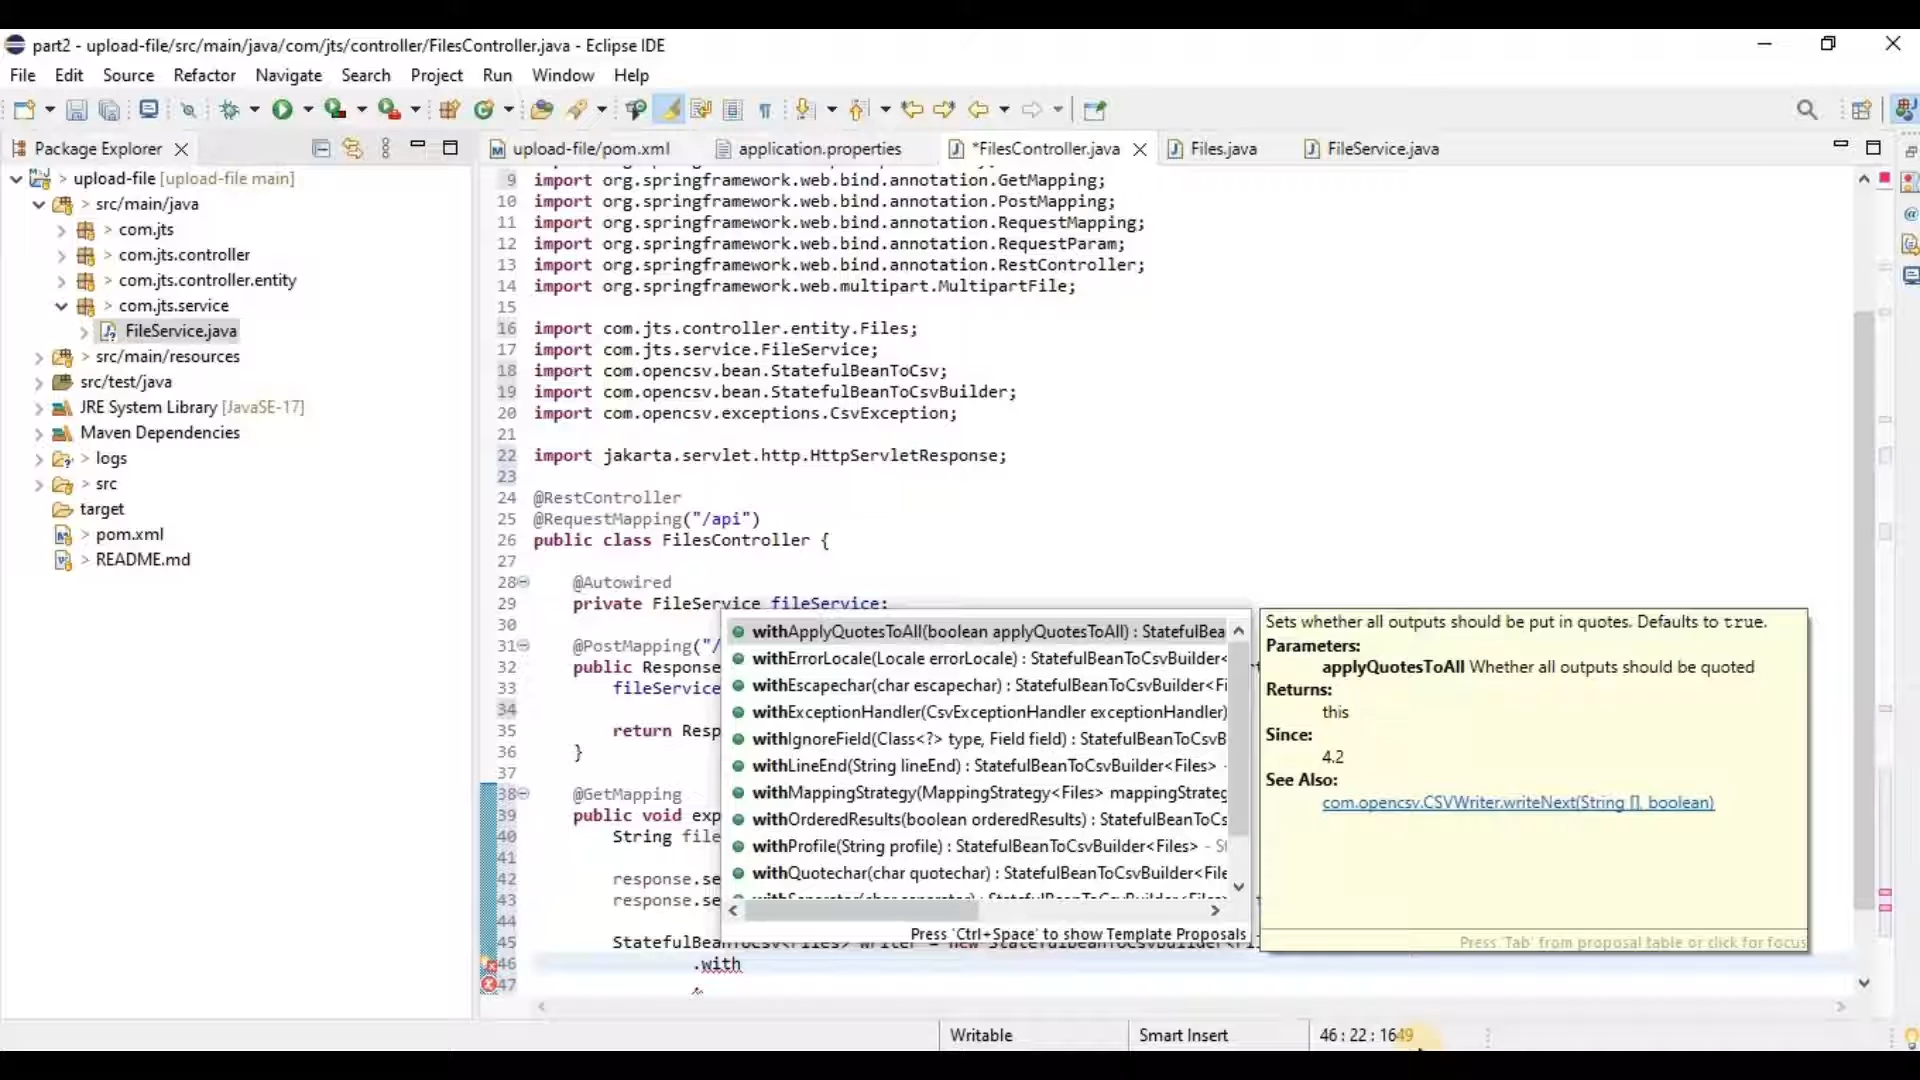 part2 - upload-file/src/main/java/com/jts/controller/FilesController.java - Eclipse IDE
File Edit Source Refactor Navigate Search Project Run Window Help
Package Explorer
upload-file/pom.xml application.properties *FilesController.java Files.java FileService.java
> upload-file [upload-file main]
> src/main/java
> com.jts
> com.jts.controller
> com.jts.controller.entity
> com.jts.service
FileService.java
> src/main/resources
src/test/java
JRE System Library [JavaSE-17]
Maven Dependencies
> logs
> src
target
> pom.xml
> README.md
9 import org.springframework.web.bind.annotation.GetMapping;
10 import org.springframework.web.bind.annotation.PostMapping;
11 import org.springframework.web.bind.annotation.RequestMapping;
12 import org.springframework.web.bind.annotation.RequestParam;
13 import org.springframework.web.bind.annotation.RestController;
14 import org.springframework.web.multipart.MultipartFile;
15
16 import com.jts.controller.entity.Files;
17 import com.jts.service.FileService;
18 import com.opencsv.bean.StatefulBeanToCsv;
19 import com.opencsv.bean.StatefulBeanToCsvBuilder;
20 import com.opencsv.exceptions.CsvException;
21
22 import jakarta.servlet.http.HttpServletResponse;
23
24 @RestController
25 @RequestMapping("/api")
26 public class FilesController {
27
28 @Autowired
29 private FileService fileService;
30
31 @PostMapping("/
32 public Response
33 fileService
34
35 return Resp
36 }
37
38 @GetMapping
39 public void exp
40 String file
41
42 response.se
43 response.se
44
45 StatefulBeanToCsv<Files> writer = new StatefulBeanToCsvBuilder<Fi
46 .with
47 ;
withApplyQuotesToAll(boolean applyQuotesToAll) : StatefulBea
withErrorLocale(Locale errorLocale) : StatefulBeanToCsvBuilder<
withEscapechar(char escapechar) : StatefulBeanToCsvBuilder<Fi
withExceptionHandler(CsvExceptionHandler exceptionHandler)
withIgnoreField(Class<?> type, Field field) : StatefulBeanToCsvB
withLineEnd(String lineEnd) : StatefulBeanToCsvBuilder<Files> -
withMappingStrategy(MappingStrategy<Files> mappingStrateg
withOrderedResults(boolean orderedResults) : StatefulBeanToCs
withProfile(String profile) : StatefulBeanToCsvBuilder<Files> - St
withQuotechar(char quotechar) : StatefulBeanToCsvBuilder<File
withSeparator(char separator) : StatefulBeanToCsvBuilder<Files
Press 'Ctrl+Space' to show Template Proposals
Sets whether all outputs should be put in quotes. Defaults to true.
Parameters:
applyQuotesToAll Whether all outputs should be quoted
Returns:
this
Since:
4.2
See Also:
com.opencsv.CSVWriter.writeNext(String [], boolean)
Press 'Tab' from proposal table or click for focus
Writable Smart Insert 46 : 22 : 1649